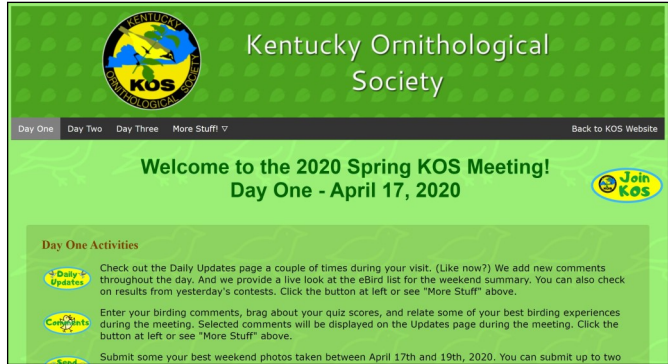 KENTUCKY
KOS
ORNITHOLOGICAL SOCIETY
Kentucky Ornithological
Society
Day One Day Two Day Three More Stuff! ▽ Back to KOS Website
Welcome to the 2020 Spring KOS Meeting!
Day One - April 17, 2020
Join
KOS
Day One Activities
Daily
Updates
Check out the Daily Updates page a couple of times during your visit. (Like now?) We add new comments
throughout the day. And we provide a live look at the eBird list for the weekend summary. You can also check
on results from yesterday's contests. Click the button at left or see "More Stuff" above.
Comments
Enter your birding comments, brag about your quiz scores, and relate some of your best birding experiences
during the meeting. Selected comments will be displayed on the Updates page during the meeting. Click the
button at left or see "More Stuff" above.
Send
Submit some your best weekend photos taken between April 17th and 19th, 2020. You can submit up to two